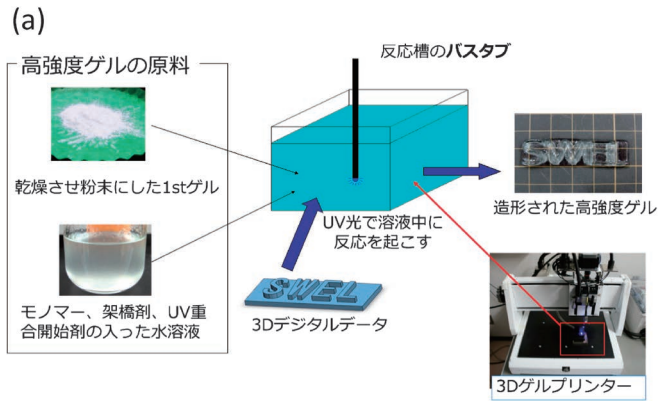 (a)
高強度ゲルの原料
乾燥させ粉末にした1stゲル
モノマー、架橋剤、UV重
合開始剤の入った水溶液
反応槽のバスタブ
UV光で溶液中に
反応を起こす
SWEL
3Dデジタルデータ
SWEL
造形された高強度ゲル
3Dゲルプリンター